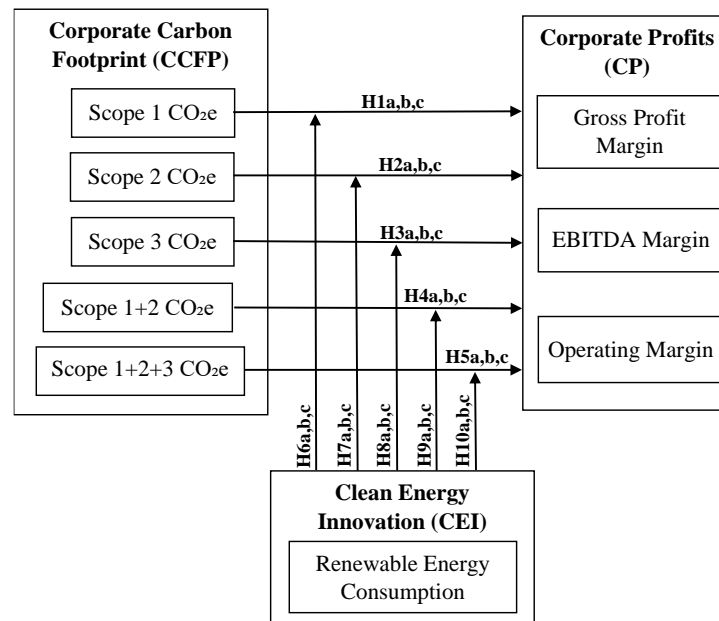 Corporate Carbon
Footprint (CCFP)
Scope 1 CO₂e
Scope 2 CO₂e
Scope 3 CO₂e
Scope 1+2 CO₂e
Scope 1+2+3 CO₂e
H1a,b,c
H2a,b,c
H3a,b,c
H4a,b,c
H5a,b,c
Corporate Profits
(CP)
Gross Profit
Margin
EBITDA Margin
Operating Margin
H6a,b,c
H7a,b,c
H8a,b,c
H9a,b,c
H10a,b,c
Clean Energy
Innovation (CEI)
Renewable Energy
Consumption